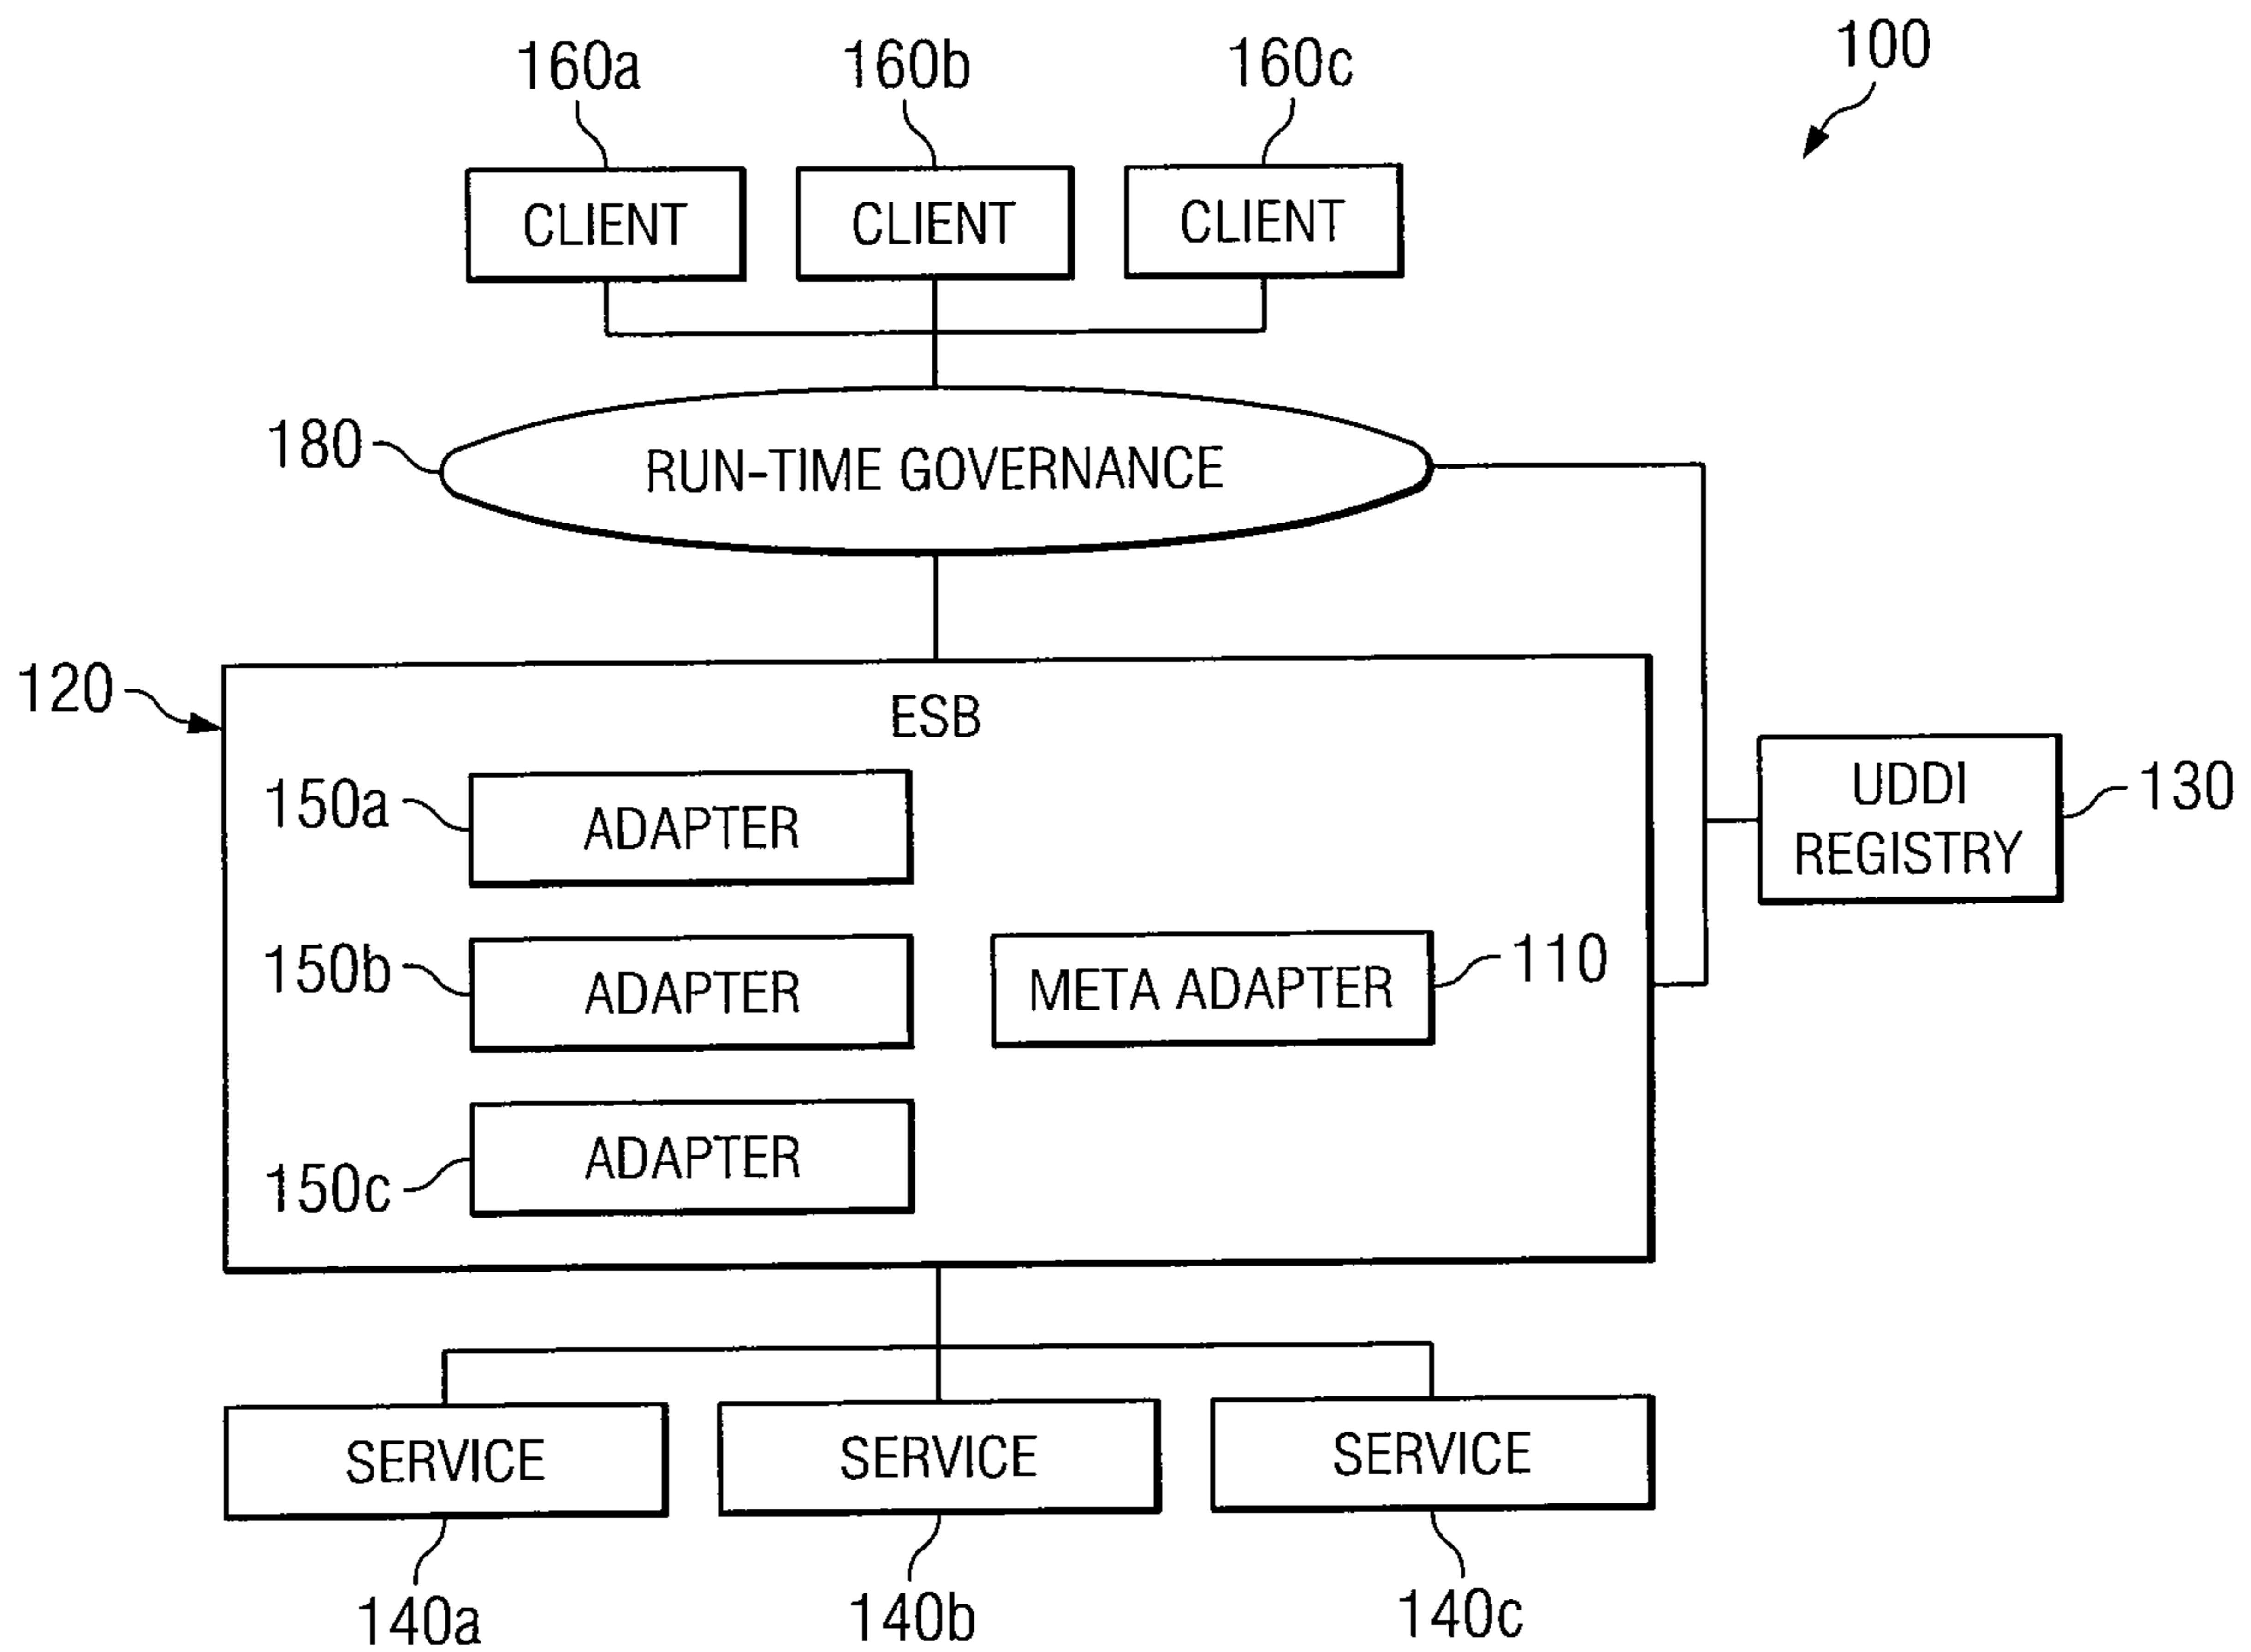 100
160a 160b 160c
CLIENT CLIENT CLIENT
180
RUN-TIME GOVERNANCE
120
ESB
150a
ADAPTER
UDDI
REGISTRY
130
150b
ADAPTER
META ADAPTER
110
150c
ADAPTER
SERVICE SERVICE SERVICE
140a 140b 140c